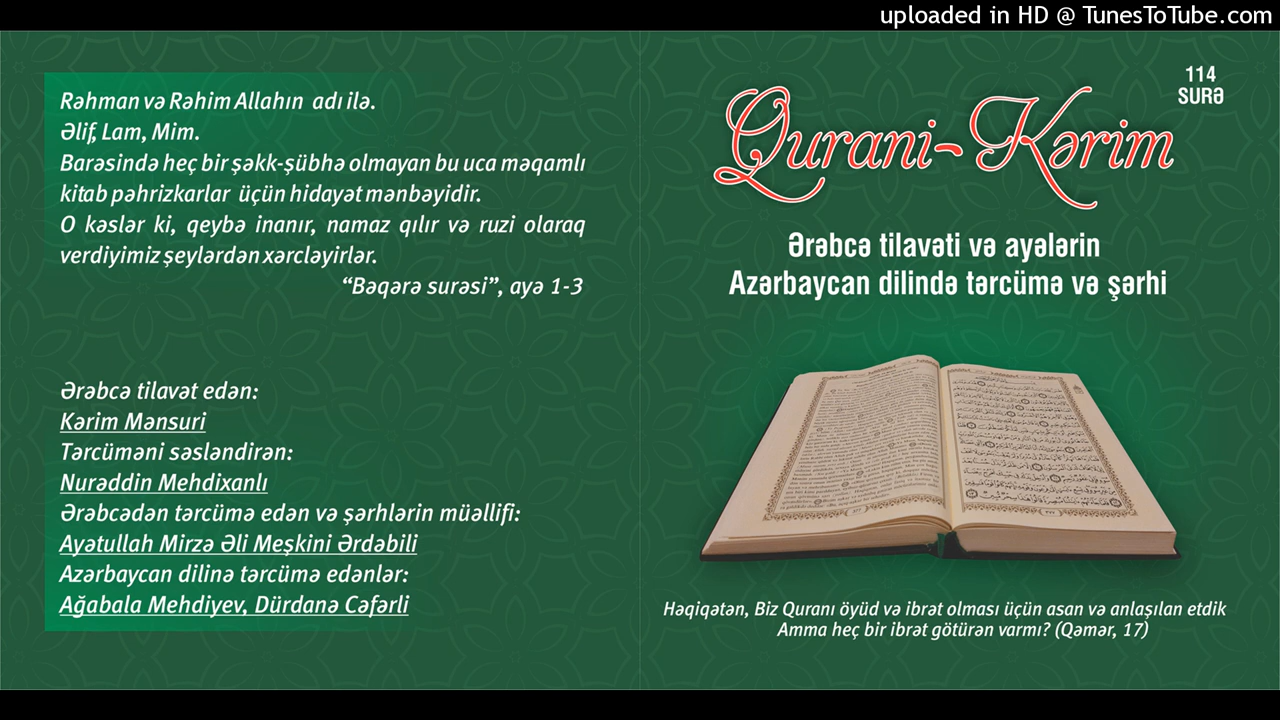 uploaded in HD @ TunesToTube.com
Rəhman və Rəhim Allahın adı ilə.
Əlif, Lam, Mim.
Barəsində heç bir şəkk-şübhə olmayan bu uca məqamlı
kitab pəhrizkarlar üçün hidayət mənbəyidir.
O kəslər ki, qeybə inanır, namaz qılır və ruzi olaraq
verdiyimiz şeylərdən xərcləyirlər.
“Bəqərə surəsi”, ayə 1-3
Ərəbcə tilavət edən:
Kərim Mənsuri
Tərcüməni səsləndirən:
Nurəddin Mehdixanlı
Ərəbcədən tərcümə edən və şərhlərin müəllifi:
Ayətullah Mirzə Əli Meşkini Ərdəbili
Azərbaycan dilinə tərcümə edənlər:
Ağabala Mehdiyev, Dürdanə Cəfərli
114
SURƏ
Qurani-Kərim
Ərəbcə tilavəti və ayələrin
Azərbaycan dilində tərcümə və şərhi
Həqiqətən, Biz Quranı öyüd və ibrət olması üçün asan və anlaşılan etdik
Amma heç bir ibrət götürən varmı? (Qəmər, 17)